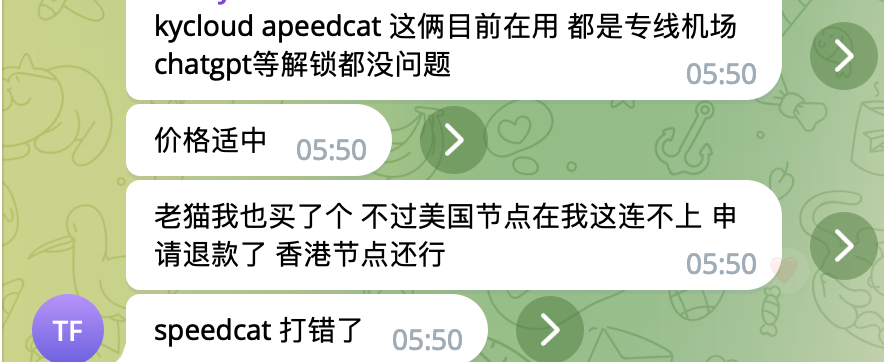 kycloud apeedcat 这俩目前在用 都是专线机场
chatgpt等解锁都没问题
05:50
价格适中
05:50
老猫我也买了个 不过美国节点在我这连不上 申
请退款了 香港节点还行
05:50
TF
speedcat 打错了
05:50